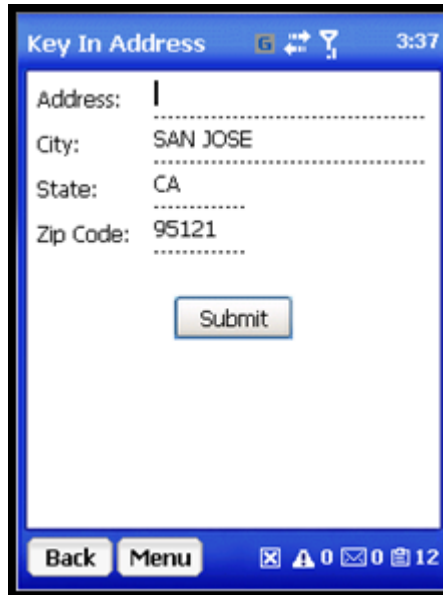 Key In Address G 3:37
Address:
City: SAN JOSE
State: CA
Zip Code: 95121
Submit
Back Menu 0 0 12